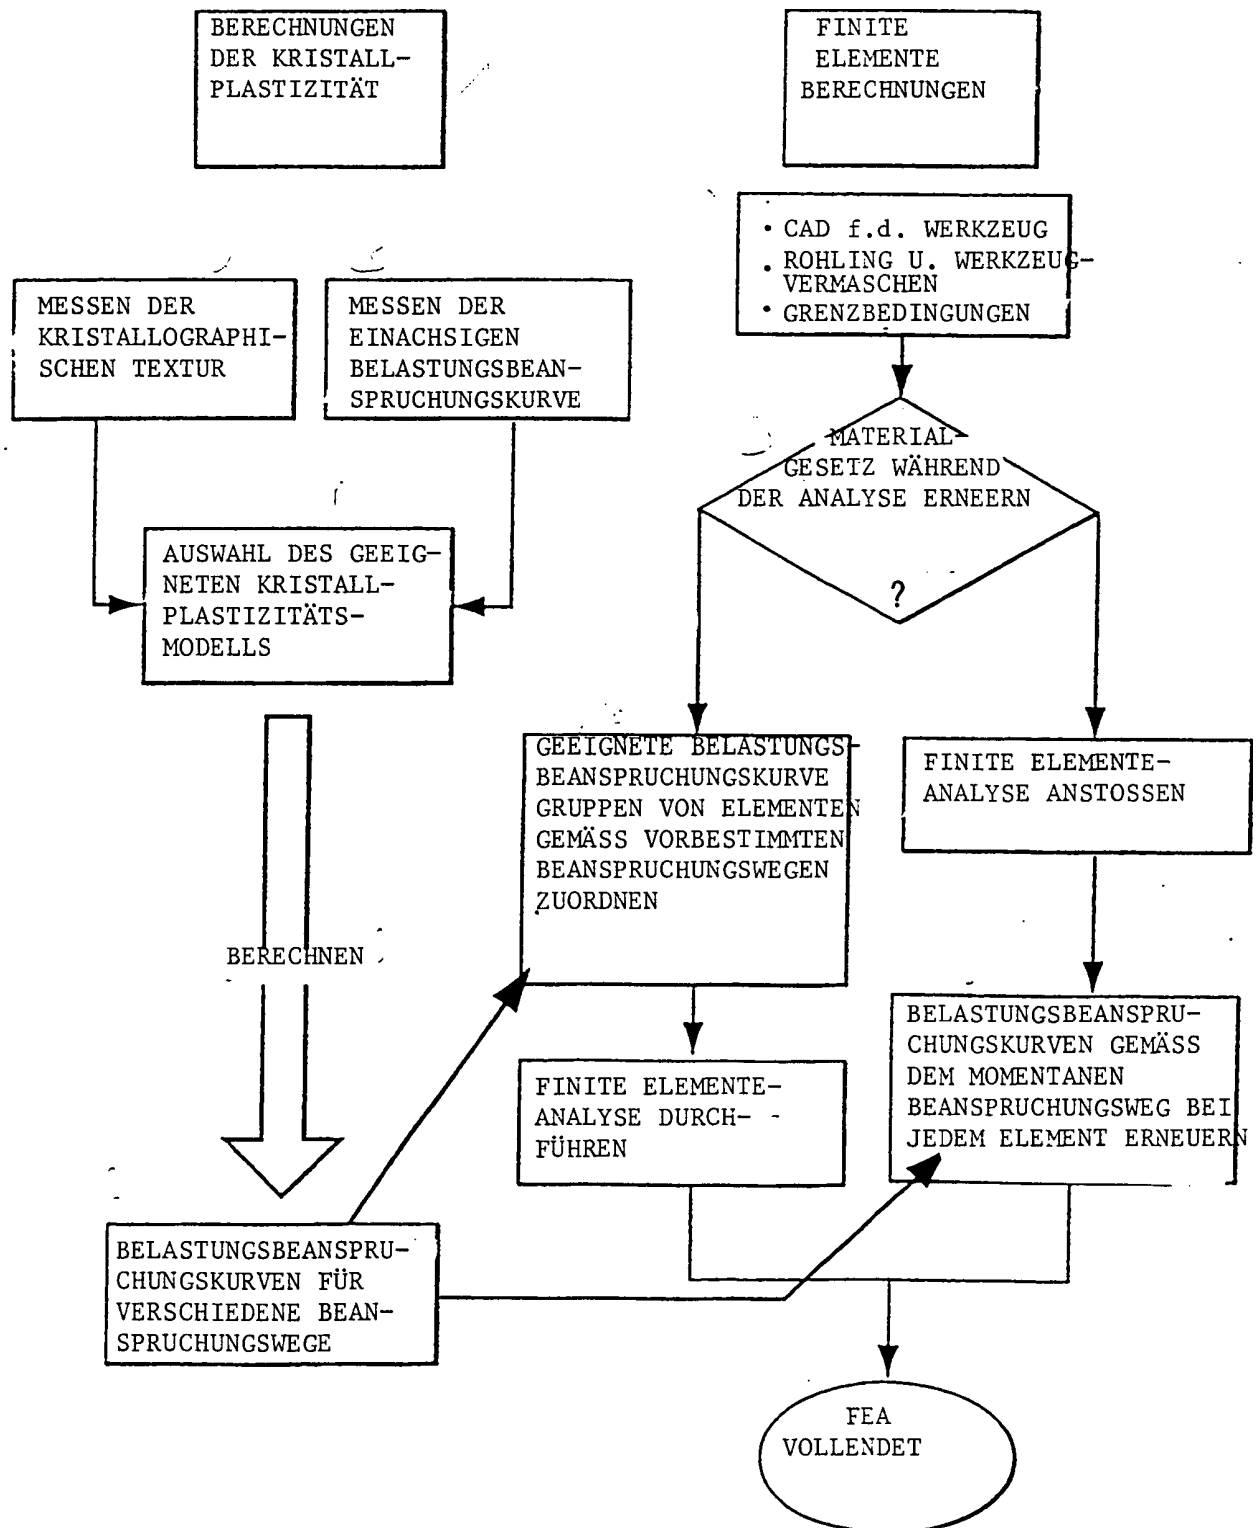 BERECHNUNGEN
DER KRISTALL-
PLASTIZITÄT
FINITE
ELEMENTE
BERECHNUNGEN
• CAD f.d. WERKZEUG
• ROHLING U. WERKZEUG-
VERMASCHEN
• GRENZBEDINGUNGEN
MESSEN DER
KRISTALLOGRAPHI-
SCHEN TEXTUR
MESSEN DER
EINACHSIGEN
BELASTUNGSBEAN-
SPRUCHUNGSKURVE
MATERIAL-
GESETZ WÄHREND
DER ANALYSE ERNEERN
?
AUSWAHL DES GEEIG-
NETEN KRISTALL-
PLASTIZITÄTS-
MODELLS
GEEIGNETE BELASTUNGS-
BEANSPRUCHUNGSKURVE
GRUPPEN VON ELEMENTEN
GEMÄSS VORBESTIMMTEN
BEANSPRUCHUNGSWEGEN
ZUORDNEN
FINITE ELEMENTE-
ANALYSE ANSTOSSEN
BERECHNEN
BELASTUNGSBEANSPRU-
CHUNGSKURVEN GEMÄSS
DEM MOMENTANEN
BEANSPRUCHUNGSWEG BEI
JEDEM ELEMENT ERNEUERN
FINITE ELEMENTE-
ANALYSE DURCH-
FÜHREN
BELASTUNGSBEANSPRU-
CHUNGSKURVEN FÜR
VERSCHIEDENE BEAN-
SPRUCHUNGSWEGE
FEA
VOLLENDET